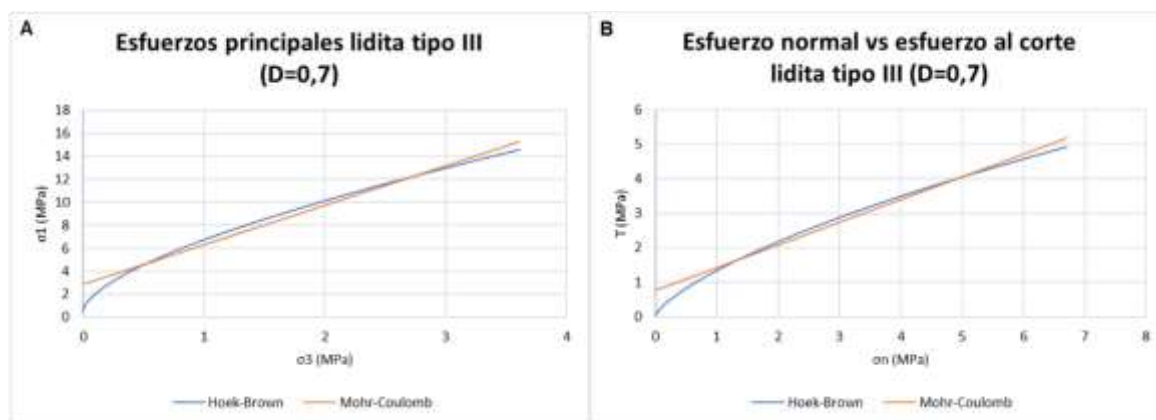 A
Esfuerzos principales lidita tipo III
(D=0,7)
18
16
14
12
10
8
6
4
2
0
σ1 (MPa)
0 1 2 3 4
σ3 (MPa)
Hoek-Brown Mohr-Coulomb
B
Esfuerzo normal vs esfuerzo al corte
lidita tipo III (D=0,7)
6
5
4
3
2
1
0
T (MPa)
0 1 2 3 4 5 6 7 8
σn (MPa)
Hoek-Brown Mohr-Coulomb